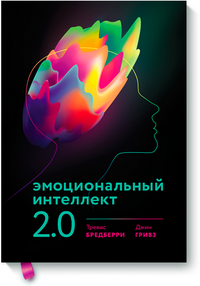 эмоциональный
интеллект
2.0
Тревис
БРЕДБЕРРИ
Джин
ГРИВЗ